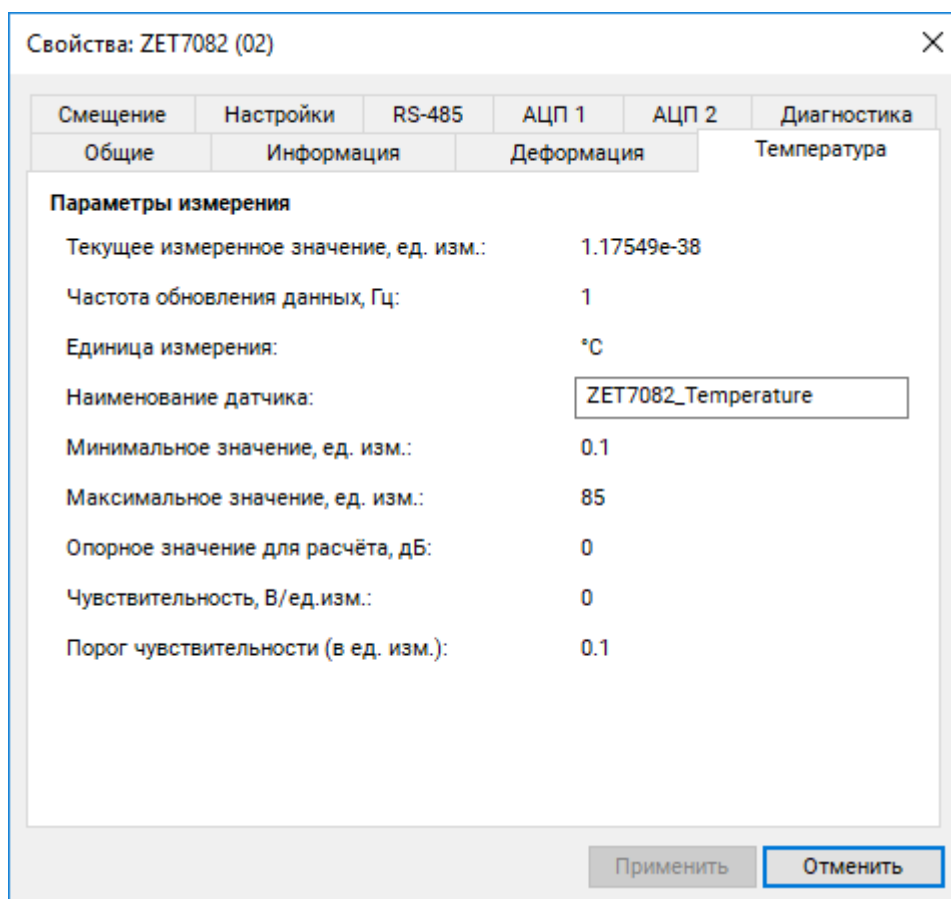 Свойства: ZET7082 (02)
Смещение Настройки RS-485 АЦП 1 АЦП 2 Диагностика
Общие Информация Деформация Температура
Параметры измерения
Текущее измеренное значение, ед. изм.: 1.17549e-38
Частота обновления данных, Гц: 1
Единица измерения: °C
Наименование датчика: ZET7082_Temperature
Минимальное значение, ед. изм.: 0.1
Максимальное значение, ед. изм.: 85
Опорное значение для расчёта, дБ: 0
Чувствительность, В/ед.изм.: 0
Порог чувствительности (в ед. изм.): 0.1
Применить Отменить